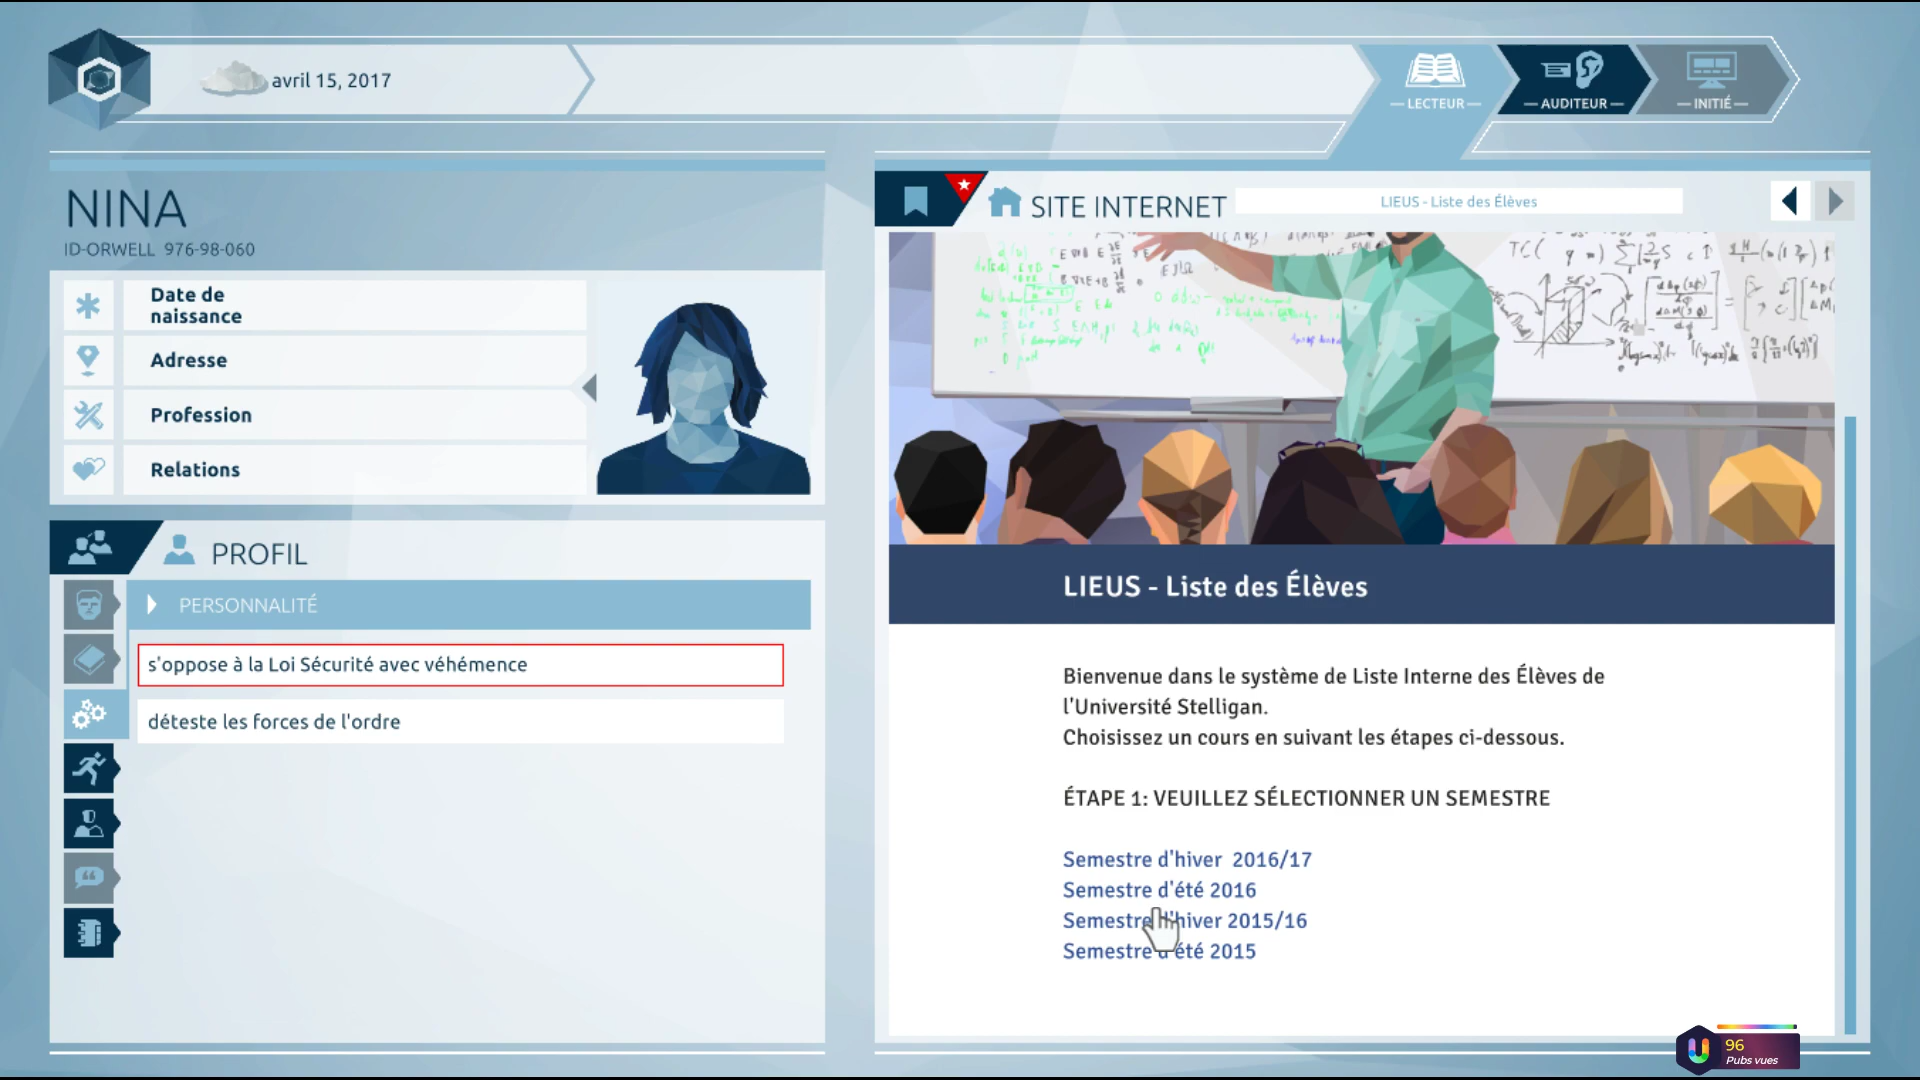 avril 15, 2017
— LECTEUR —
— AUDITEUR —
— INITIÉ —
NINA
ID-ORWELL 976-98-060
Date de
naissance
Adresse
Profession
Relations
PROFIL
PERSONNALITÉ
s'oppose à la Loi Sécurité avec véhémence
déteste les forces de l'ordre
SITE INTERNET
LIEUS - Liste des Élèves
LIEUS - Liste des Élèves
Bienvenue dans le système de Liste Interne des Élèves de
l'Université Stelligan.
Choisissez un cours en suivant les étapes ci-dessous.
ÉTAPE 1: VEUILLEZ SÉLECTIONNER UN SEMESTRE
Semestre d'hiver 2016/17
Semestre d'été 2016
Semestre d'hiver 2015/16
Semestre d'été 2015
96
Pubs vues